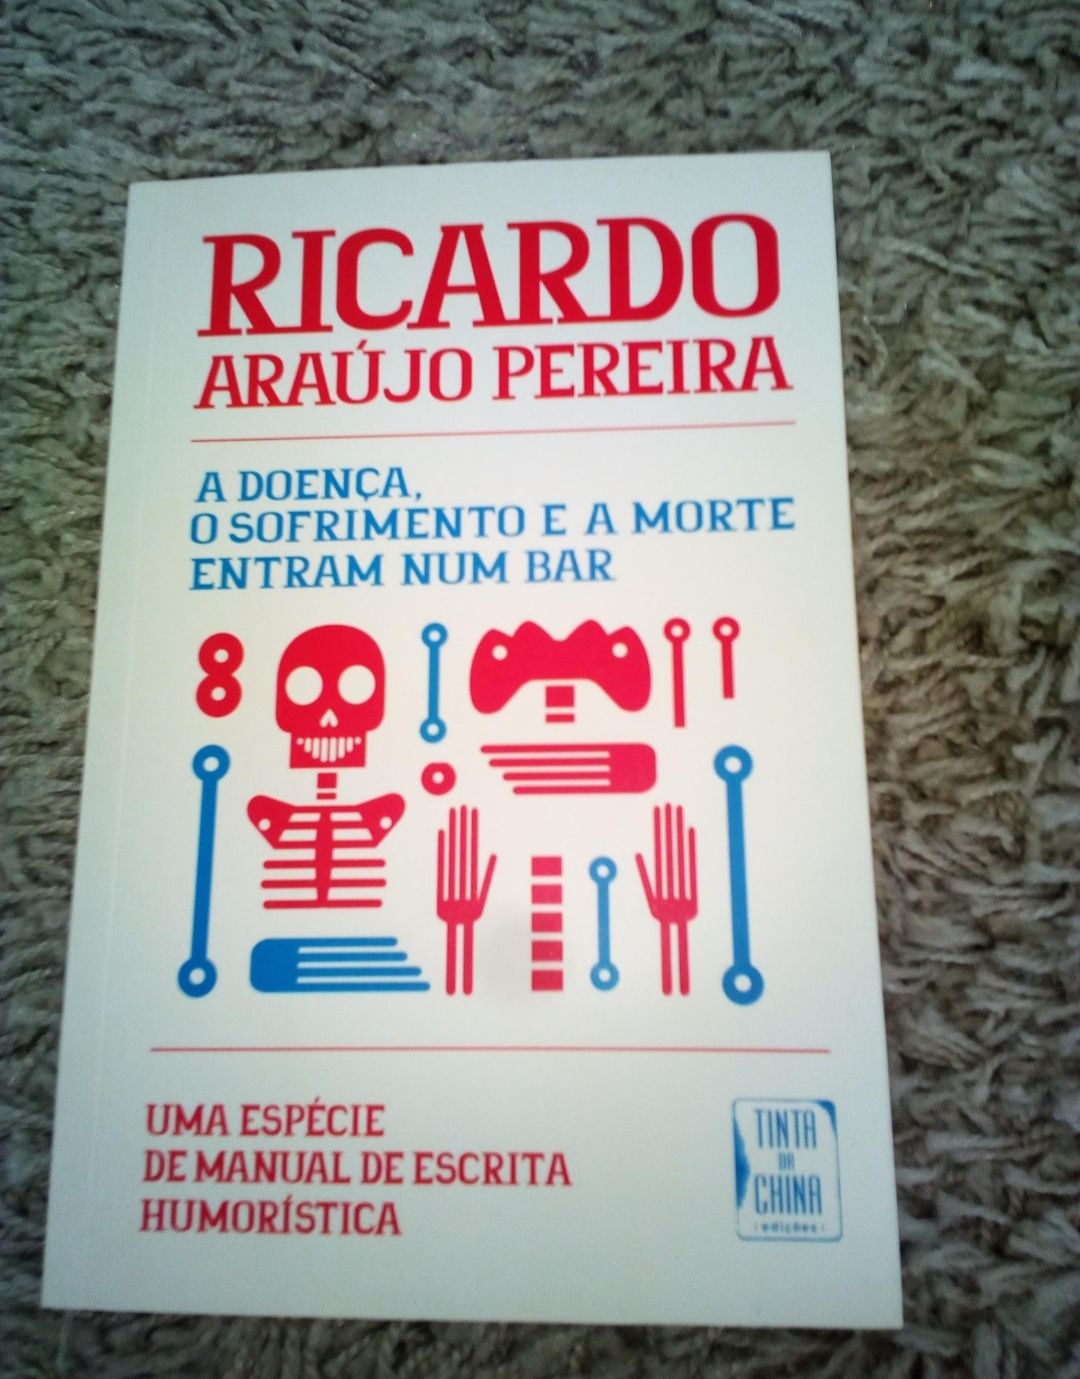 RICARDO
ARAÚJO PEREIRA
A DOENÇA,
O SOFRIMENTO E A MORTE
ENTRAM NUM BAR
UMA ESPÉCIE
DE MANUAL DE ESCRITA
HUMORÍSTICA
TINTA
DA
CHINA
edições